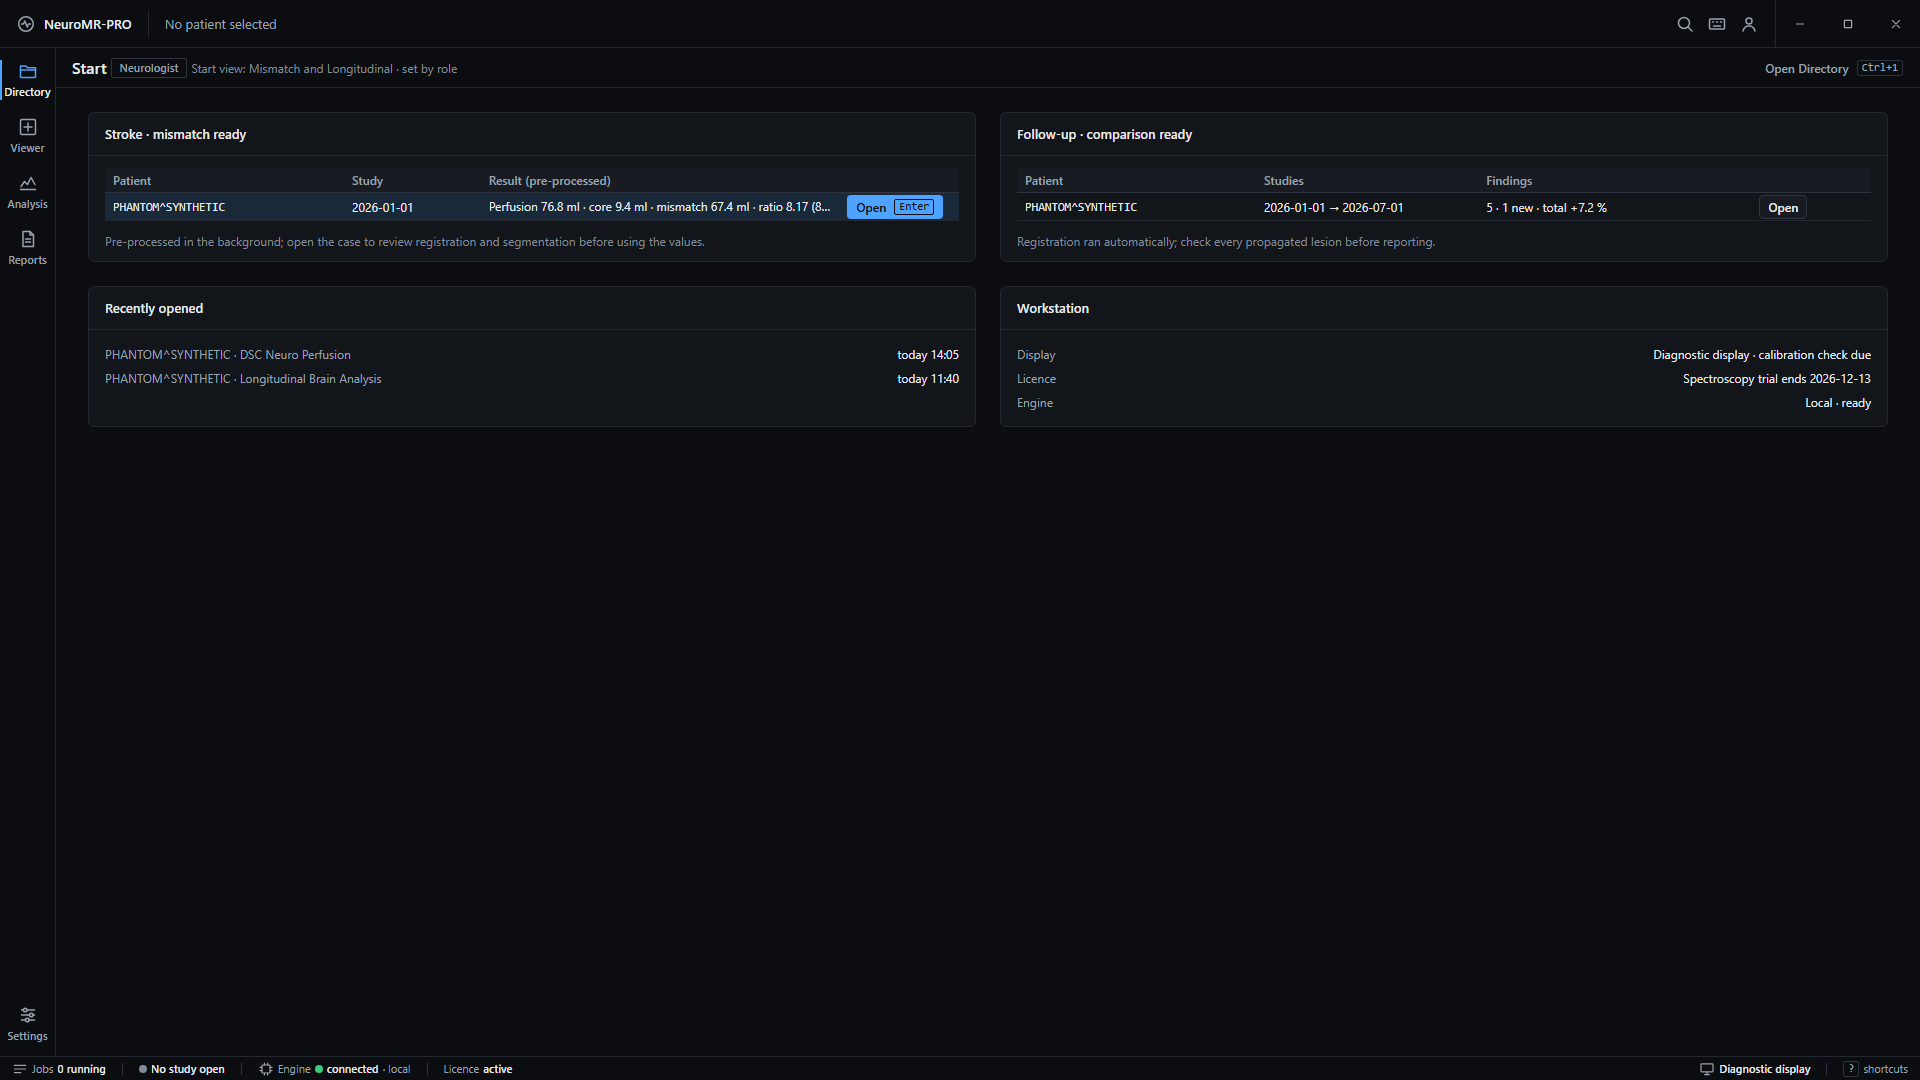 NeuroMR-PRO
No patient selected
Directory
Viewer
Analysis
Reports
Settings
Start Neurologist Start view: Mismatch and Longitudinal · set by role
Open Directory Ctrl+1
Stroke · mismatch ready
Patient Study Result (pre-processed)
PHANTOM^SYNTHETIC 2026-01-01 Perfusion 76.8 ml · core 9.4 ml · mismatch 67.4 ml · ratio 8.17 (8... Open Enter
Pre-processed in the background; open the case to review registration and segmentation before using the values.
Follow-up · comparison ready
Patient Studies Findings
PHANTOM^SYNTHETIC 2026-01-01 → 2026-07-01 5 · 1 new · total +7.2 % Open
Registration ran automatically; check every propagated lesion before reporting.
Recently opened
PHANTOM^SYNTHETIC · DSC Neuro Perfusion today 14:05
PHANTOM^SYNTHETIC · Longitudinal Brain Analysis today 11:40
Workstation
Display Diagnostic display · calibration check due
Licence Spectroscopy trial ends 2026-12-13
Engine Local · ready
Jobs 0 running No study open Engine connected · local Licence active Diagnostic display ? shortcuts